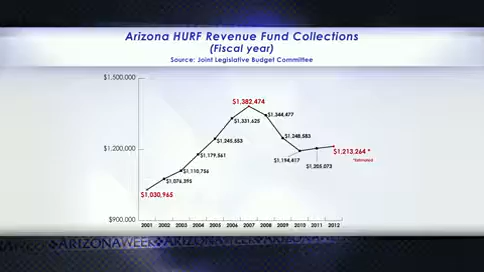 Arizona HURF Revenue Fund Collections
(Fiscal year)
Source: Joint Legislative Budget Committee
$1,500,000
$1,382,474
$1,344,477
$1,331,625
$1,245,553
$1,248,583
$1,200,000
$1,179,561
$1,213,264 *
*Estimated
$1,194,417
$1,205,073
$1,110,756
$1,076,395
$1,030,965
$900,000
2001 2002 2003 2004 2005 2006 2007 2008 2009 2010 2011 2012
ARIZONAWEEK ARIZONAWEEK ARIZONA